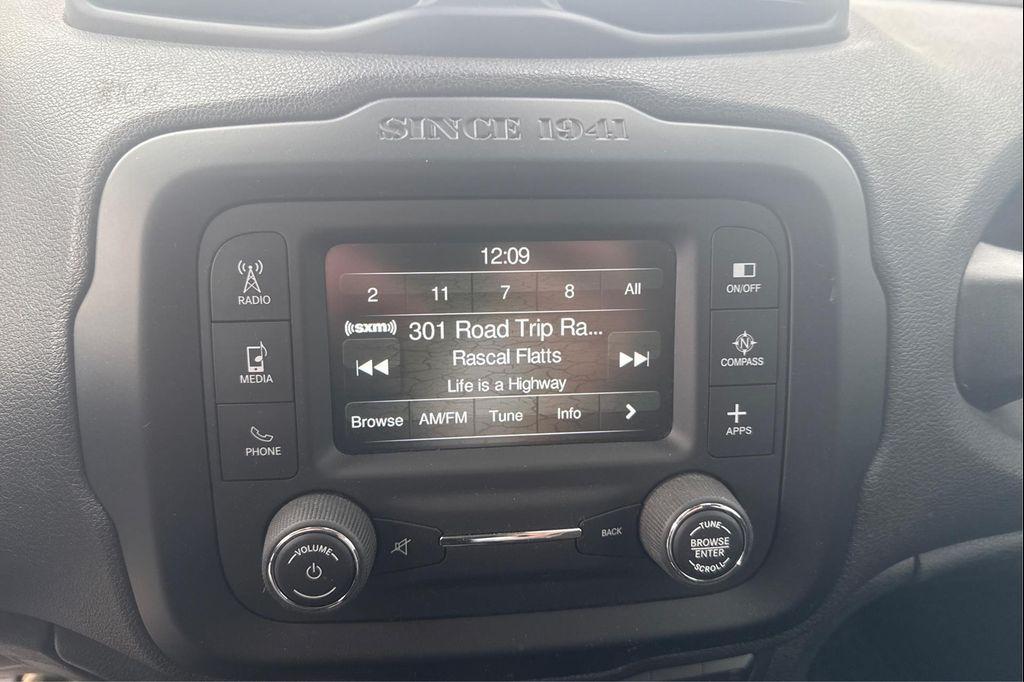 SINCE 1941
RADIO
MEDIA
PHONE
12:09
2 11 7 8 All
((sxm)) 301 Road Trip Ra...
Rascal Flatts
Life is a Highway
Browse AM/FM Tune Info
ON/OFF
N
COMPASS
APPS
VOLUME
BACK
TUNE
BROWSE
ENTER
SCROLL